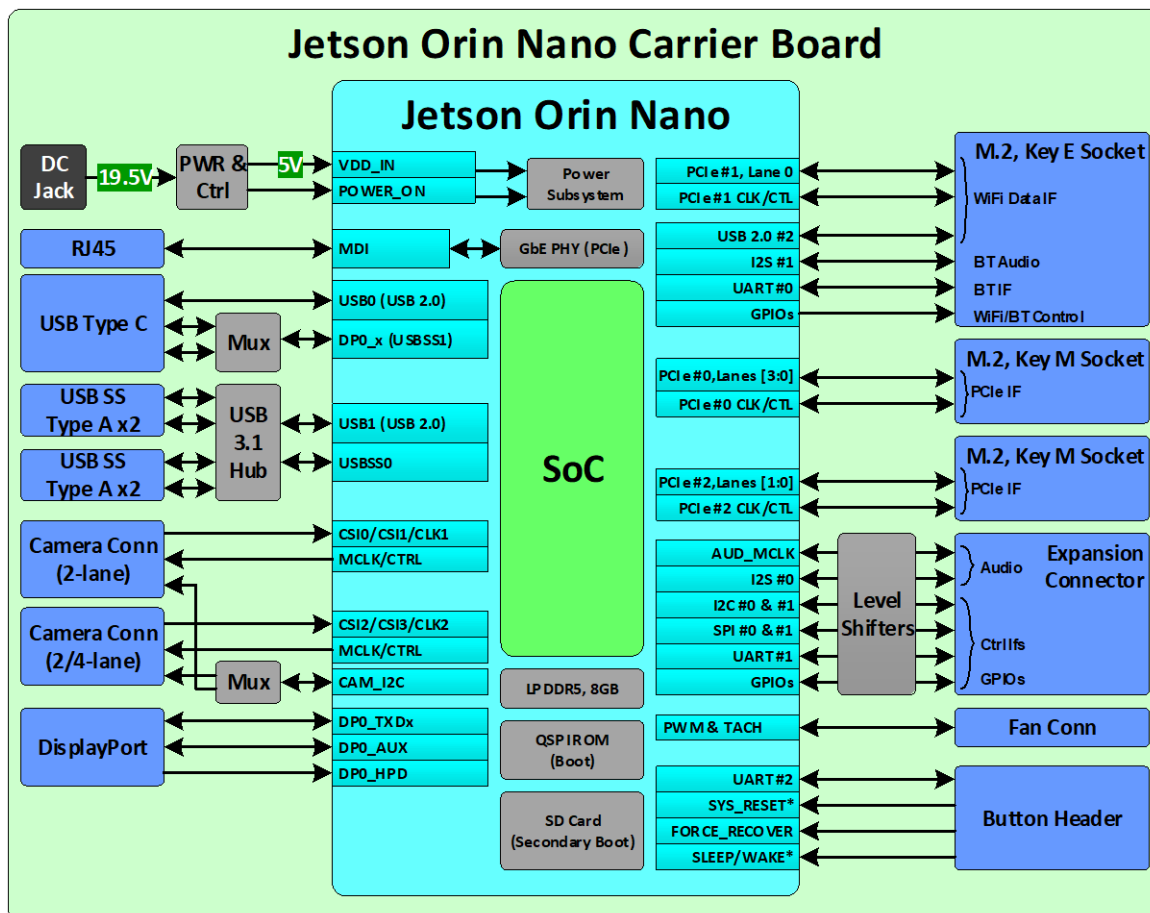 Jetson Orin Nano Carrier Board
Jetson Orin Nano
DC
Jack
19.5V
PWR &
Ctrl
5V
VDD_IN
POWER_ON
Power
Subsystem
RJ45
MDI
GbE PHY (PCIe)
USB Type C
Mux
USB0 (USB 2.0)
DP0_x (USBSS1)
USB SS
Type A x2
USB SS
Type A x2
USB
3.1
Hub
USB1 (USB 2.0)
USBSS0
Camera Conn
(2-lane)
CSI0/CSI1/CLK1
MCLK/CTRL
Camera Conn
(2/4-lane)
Mux
CSI2/CSI3/CLK2
MCLK/CTRL
CAM_I2C
DisplayPort
DP0_TXDx
DP0_AUX
DP0_HPD
SoC
LPDDR5, 8GB
QSPI ROM
(Boot)
SD Card
(Secondary Boot)
PCIe #1, Lane 0
PCIe #1 CLK/CTL
USB 2.0 #2
I2S #1
UART #0
GPIOs
M.2, Key E Socket
WiFi Data IF
BT Audio
BT IF
WiFi/BT Control
PCIe #0,Lanes [3:0]
PCIe #0 CLK/CTL
M.2, Key M Socket
PCIe IF
PCIe #2,Lanes [1:0]
PCIe #2 CLK/CTL
M.2, Key M Socket
PCIe IF
AUD_MCLK
I2S #0
I2C #0 & #1
SPI #0 & #1
UART#1
GPIOs
Level
Shifters
Expansion
Connector
Audio
Ctrl Ifs
GPIOs
PWM & TACH
Fan Conn
UART#2
SYS_RESET*
FORCE_RECOVER
SLEEP/WAKE*
Button Header